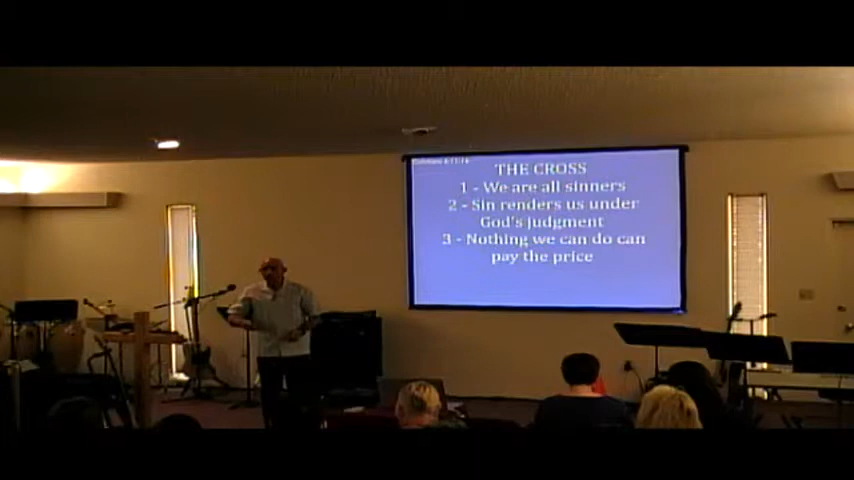 THE CROSS
1 - We are all sinners
2 - Sin renders us under
God's judgment
3 - Nothing we can do can
pay the price